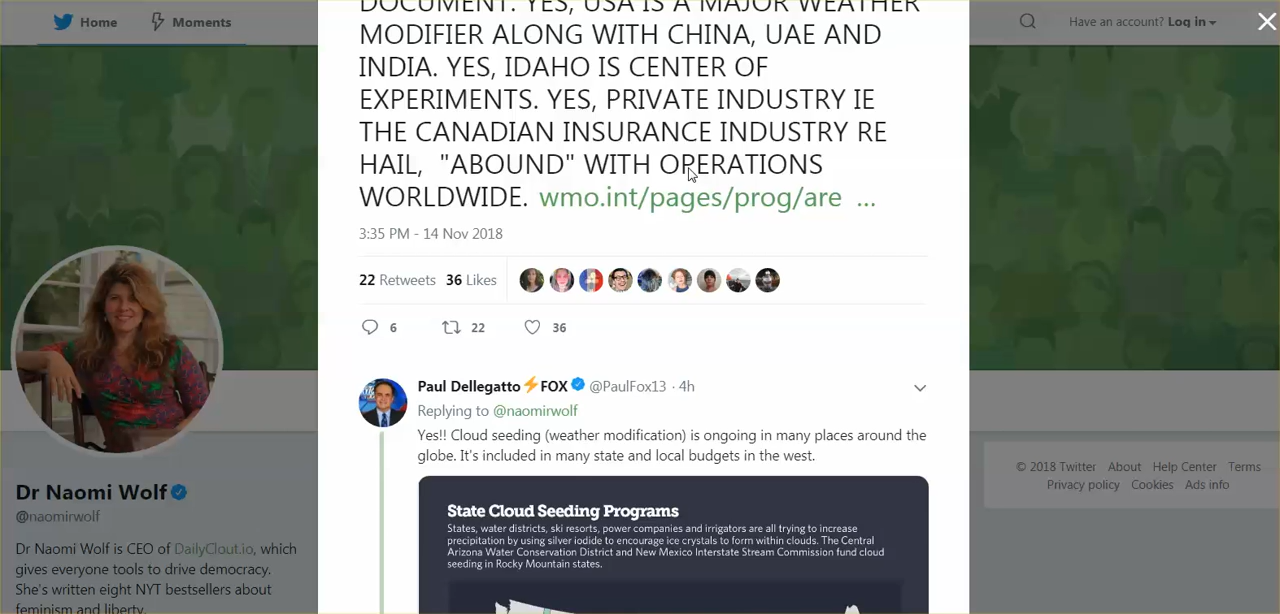 Home
Moments
Have an account? Log in
DOCUMENT. YES, USA IS A MAJOR WEATHER
MODIFIER ALONG WITH CHINA, UAE AND
INDIA. YES, IDAHO IS CENTER OF
EXPERIMENTS. YES, PRIVATE INDUSTRY IE
THE CANADIAN INSURANCE INDUSTRY RE
HAIL, "ABOUND" WITH OPERATIONS
WORLDWIDE. wmo.int/pages/prog/are ...
3:35 PM - 14 Nov 2018
22 Retweets 36 Likes
6 22 36
Paul Dellegatto⚡FOX @PaulFox13 · 4h
Replying to @naomirwolf
Yes!! Cloud seeding (weather modification) is ongoing in many places around the
globe. It's included in many state and local budgets in the west.
State Cloud Seeding Programs
States, water districts, ski resorts, power companies and irrigators are all trying to increase
precipitation by using silver iodide to encourage ice crystals to form within clouds. The Central
Arizona Water Conservation District and New Mexico Interstate Stream Commission fund cloud
seeding in Rocky Mountain states.
Dr Naomi Wolf
@naomirwolf
Dr Naomi Wolf is CEO of DailyClout.io, which
gives everyone tools to drive democracy.
She's written eight NYT bestsellers about
feminism and liberty.
© 2018 Twitter About Help Center Terms
Privacy policy Cookies Ads info